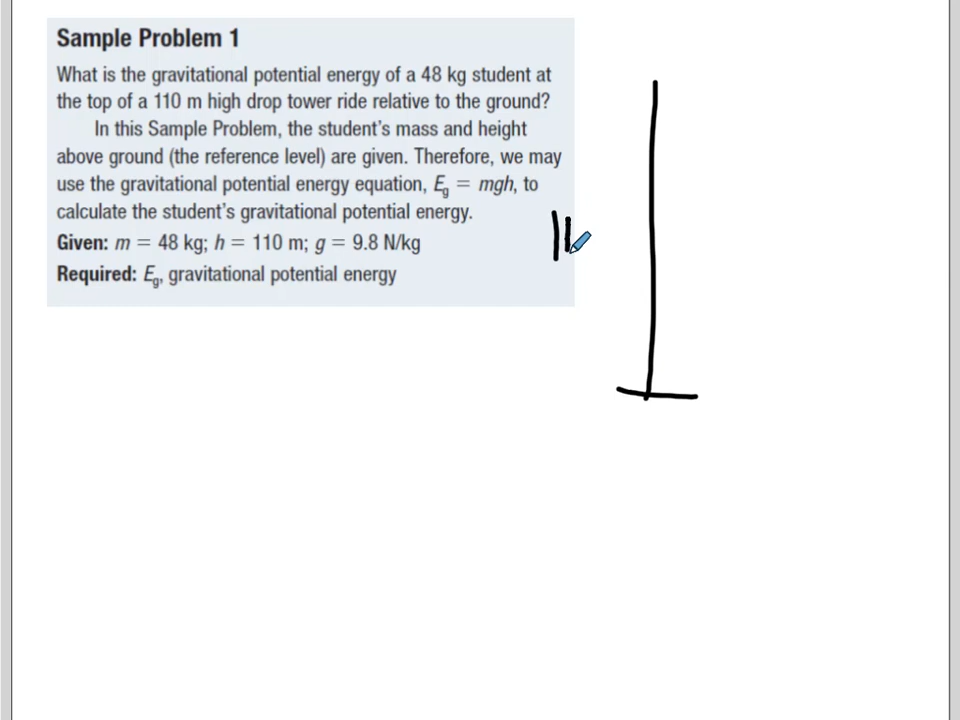 Sample Problem 1
What is the gravitational potential energy of a 48 kg student at
the top of a 110 m high drop tower ride relative to the ground?
In this Sample Problem, the student's mass and height
above ground (the reference level) are given. Therefore, we may
use the gravitational potential energy equation, Eg = mgh, to
calculate the student's gravitational potential energy.
Given: m = 48 kg; h = 110 m; g = 9.8 N/kg
Required: Eg, gravitational potential energy
11